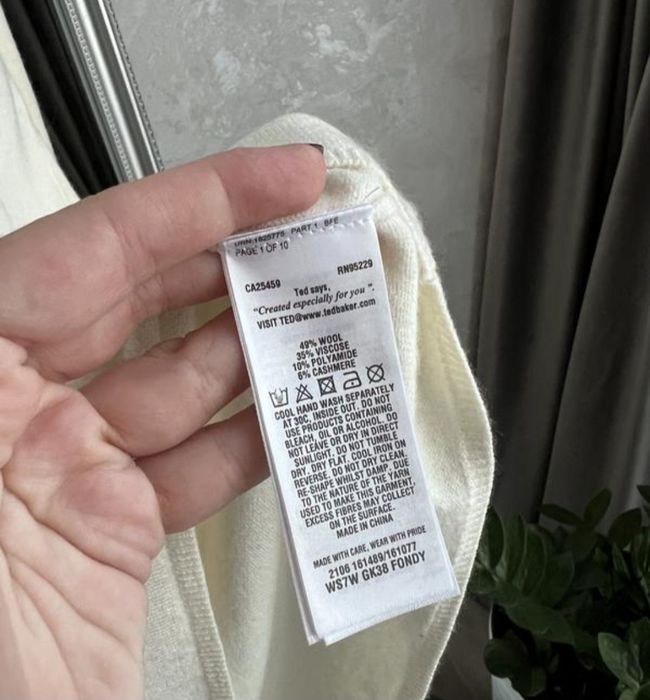 URN:1825775 PART 1 BFE
PAGE 1 OF 10
CA25459 RN95229
Ted says,
"Created especially for you".
VISIT TED@www.tedbaker.com
49% WOOL
35% VISCOSE
10% POLYAMIDE
6% CASHMERE
COOL HAND WASH SEPARATELY
AT 30C. INSIDE OUT. DO NOT
USE PRODUCTS CONTAINING
BLEACH, OIL OR ALCOHOL. DO
NOT LEAVE OR DRY IN DIRECT
SUNLIGHT. DO NOT TUMBLE
DRY. DRY FLAT. COOL IRON ON
REVERSE. DO NOT DRY CLEAN.
RE-SHAPE WHILST DAMP. DUE
TO THE NATURE OF THE YARN
USED TO MAKE THIS GARMENT,
EXCESS FIBRES MAY COLLECT
ON THE SURFACE.
MADE IN CHINA
MADE WITH CARE, WEAR WITH PRIDE
2106 161489/161077
WS7W GK38 FONDY